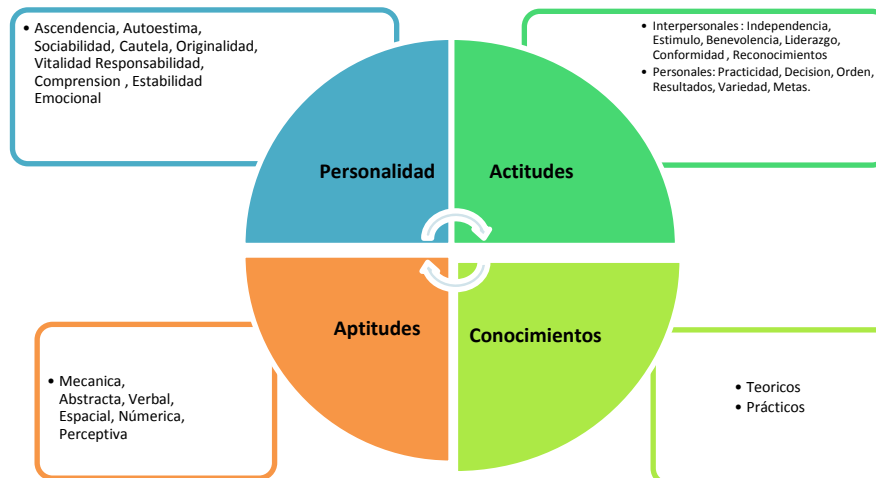 • Ascendencia, Autoestima,
Sociabilidad, Cautela, Originalidad,
Vitalidad Responsabilidad,
Comprension , Estabilidad
Emocional
• Interpersonales : Independencia,
Estimulo, Benevolencia, Liderazgo,
Conformidad , Reconocimientos
• Personales: Practicidad, Decision, Orden,
Resultados, Variedad, Metas.
Personalidad
Actitudes
Aptitudes
Conocimientos
• Mecanica,
Abstracta, Verbal,
Espacial, Númerica,
Perceptiva
• Teoricos
• Prácticos